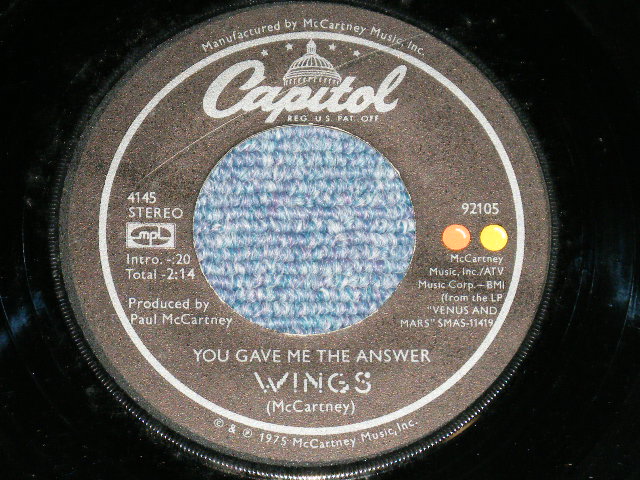 Manufactured by McCartney Music, Inc.
Capitol
REG. U.S. PAT. OFF
4145
STEREO
mpl
Intro. -:20
Total -2:14
Produced by
Paul McCartney
92105
McCartney
Music, Inc./ATV
Music Corp.—BMI
(from the LP
"VENUS AND
MARS" SMAS-11419)
YOU GAVE ME THE ANSWER
WINGS
(McCartney)
© & ℗ 1975 McCartney Music, Inc.